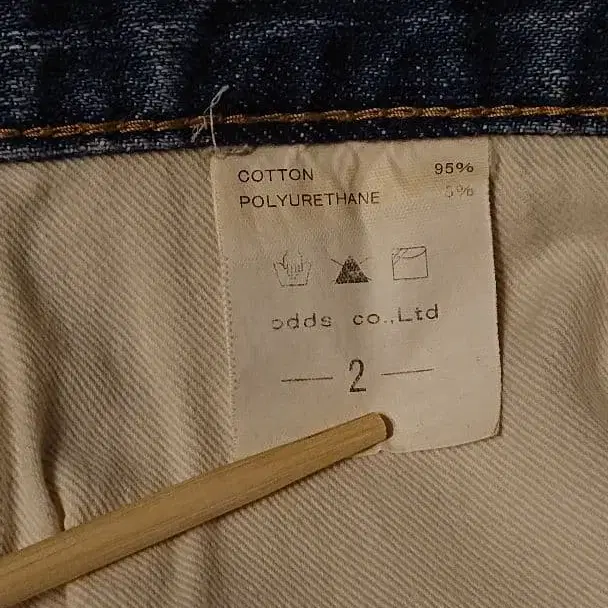 COTTON 95%
POLYURETHANE 5%
odds co.,Ltd
— 2 —